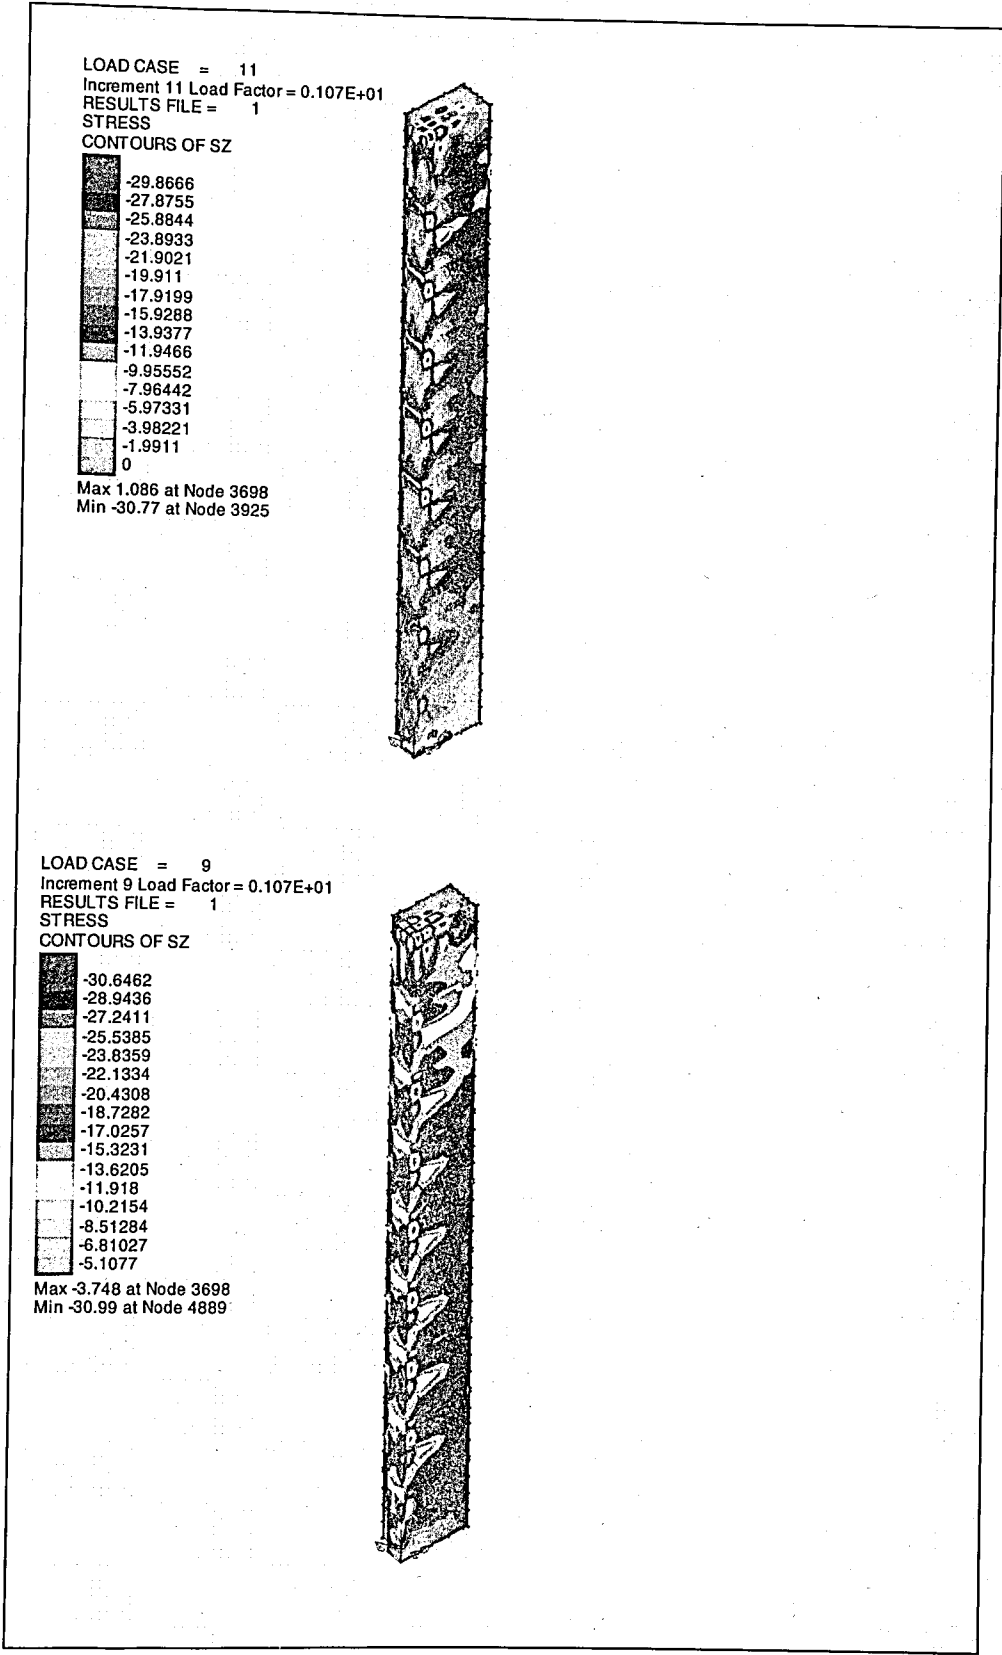 LOAD CASE = 11
Increment 11 Load Factor = 0.107E+01
RESULTS FILE = 1
STRESS
CONTOURS OF SZ
-29.8666
-27.8755
-25.8844
-23.8933
-21.9021
-19.911
-17.9199
-15.9288
-13.9377
-11.9466
-9.95552
-7.96442
-5.97331
-3.98221
-1.9911
0
Max 1.086 at Node 3698
Min -30.77 at Node 3925
LOAD CASE = 9
Increment 9 Load Factor = 0.107E+01
RESULTS FILE = 1
STRESS
CONTOURS OF SZ
-30.6462
-28.9436
-27.2411
-25.5385
-23.8359
-22.1334
-20.4308
-18.7282
-17.0257
-15.3231
-13.6205
-11.918
-10.2154
-8.51284
-6.81027
-5.1077
Max -3.748 at Node 3698
Min -30.99 at Node 4889